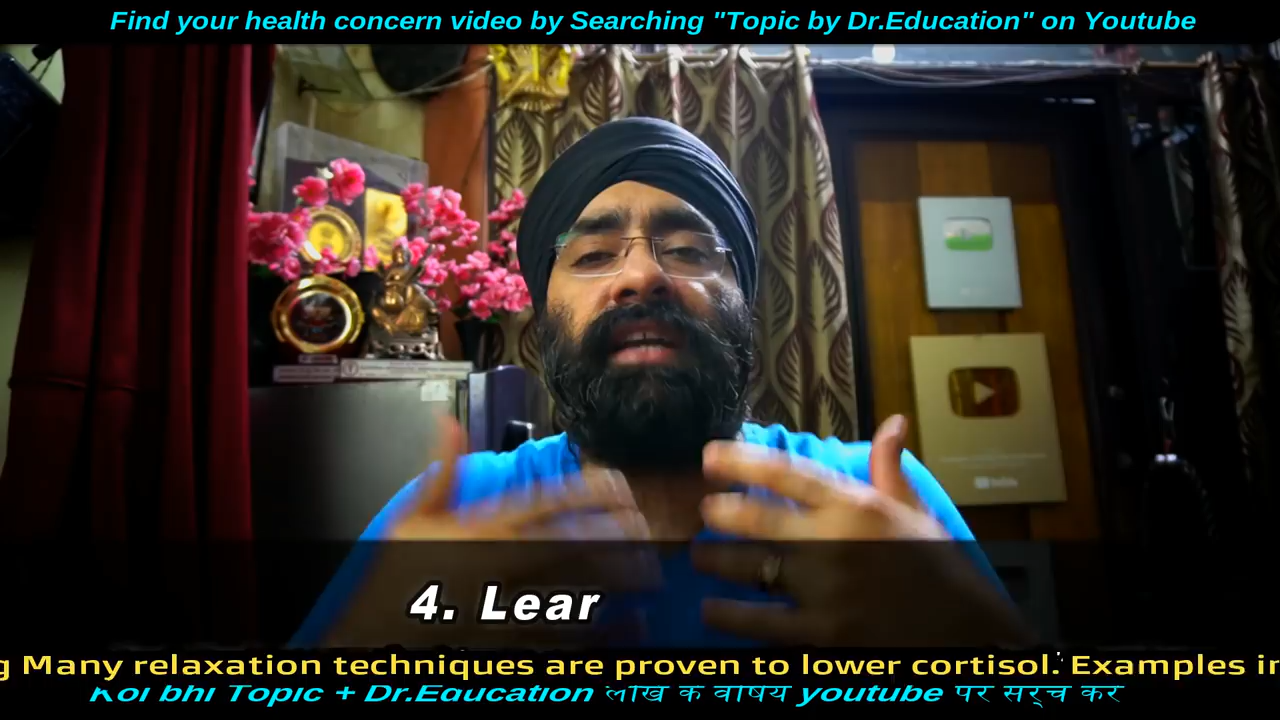 Find your health concern video by Searching "Topic by Dr.Education" on Youtube
4. Lear
g Many relaxation techniques are proven to lower cortisol. Examples in
Koi bhi Topic + Dr.Education youtube पर सर्च कर